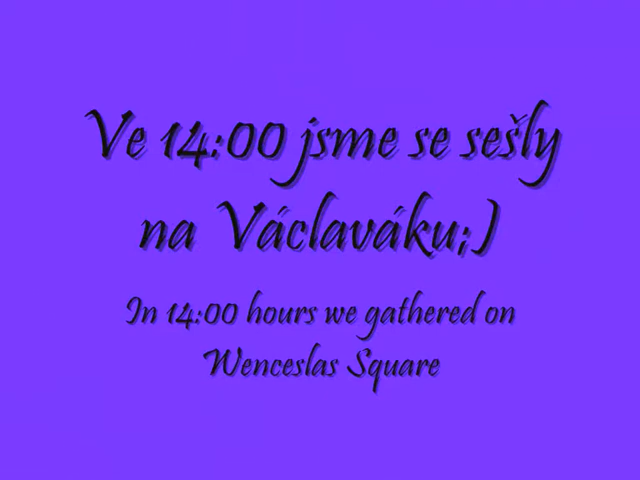 Ve 14:00 jsme se sešly
na Václaváku;)
In 14:00 hours we gathered on
Wenceslas Square